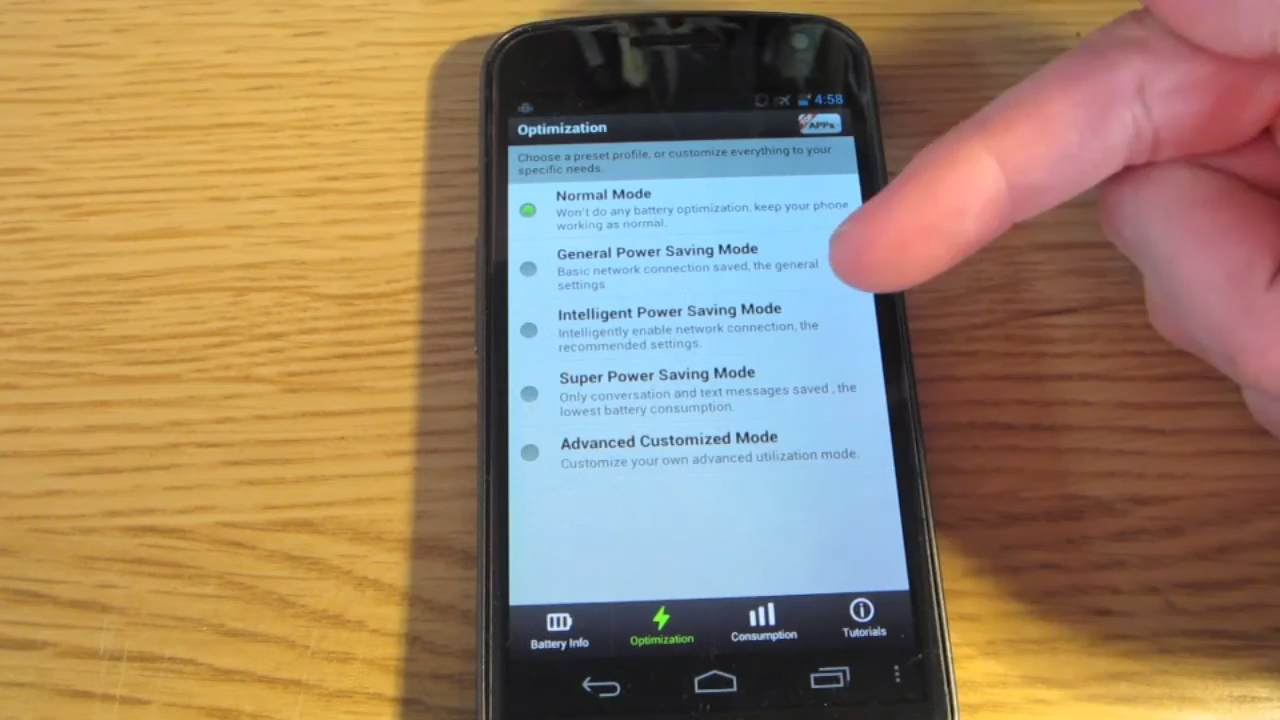 4:58
Optimization
APPs
Choose a preset profile, or customize everything to your
specific needs.
Normal Mode
Won't do any battery optimization, keep your phone
working as normal.
General Power Saving Mode
Basic network connection saved, the general
settings.
Intelligent Power Saving Mode
Intelligently enable network connection, the
recommended settings.
Super Power Saving Mode
Only conversation and text messages saved , the
lowest battery consumption.
Advanced Customized Mode
Customize your own advanced utilization mode.
Battery Info
Optimization
Consumption
Tutorials